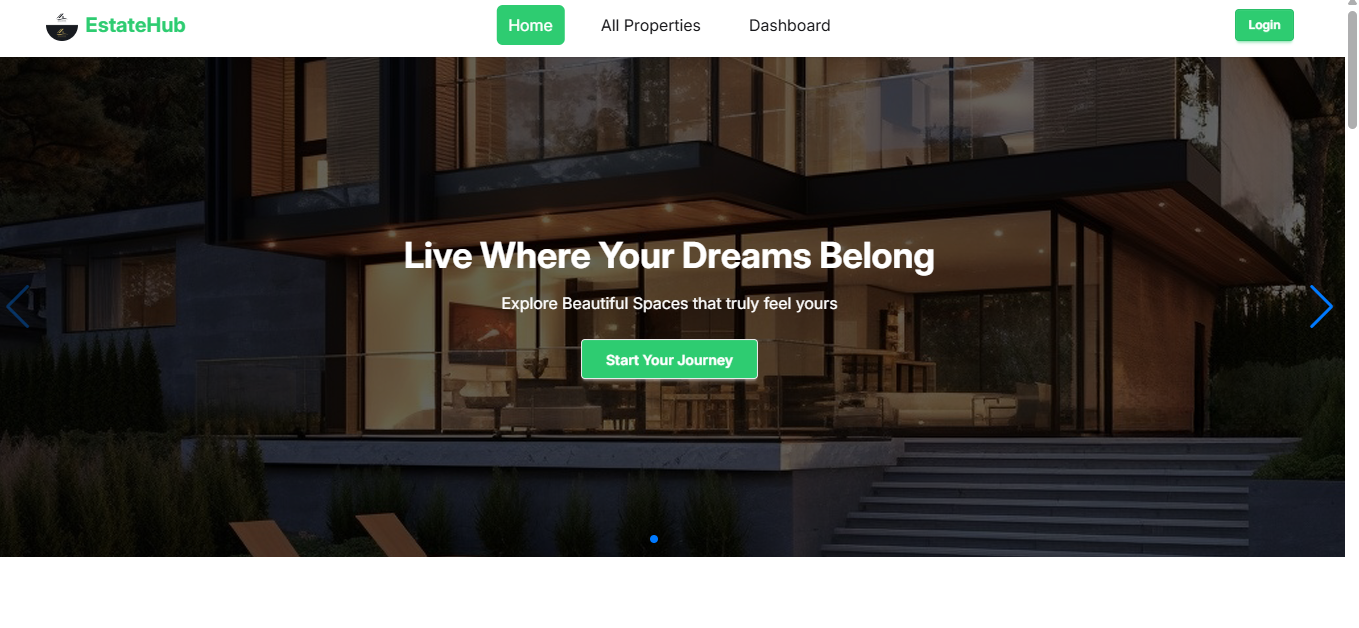 EstateHub
Home
All Properties
Dashboard
Login
Live Where Your Dreams Belong
Explore Beautiful Spaces that truly feel yours
Start Your Journey